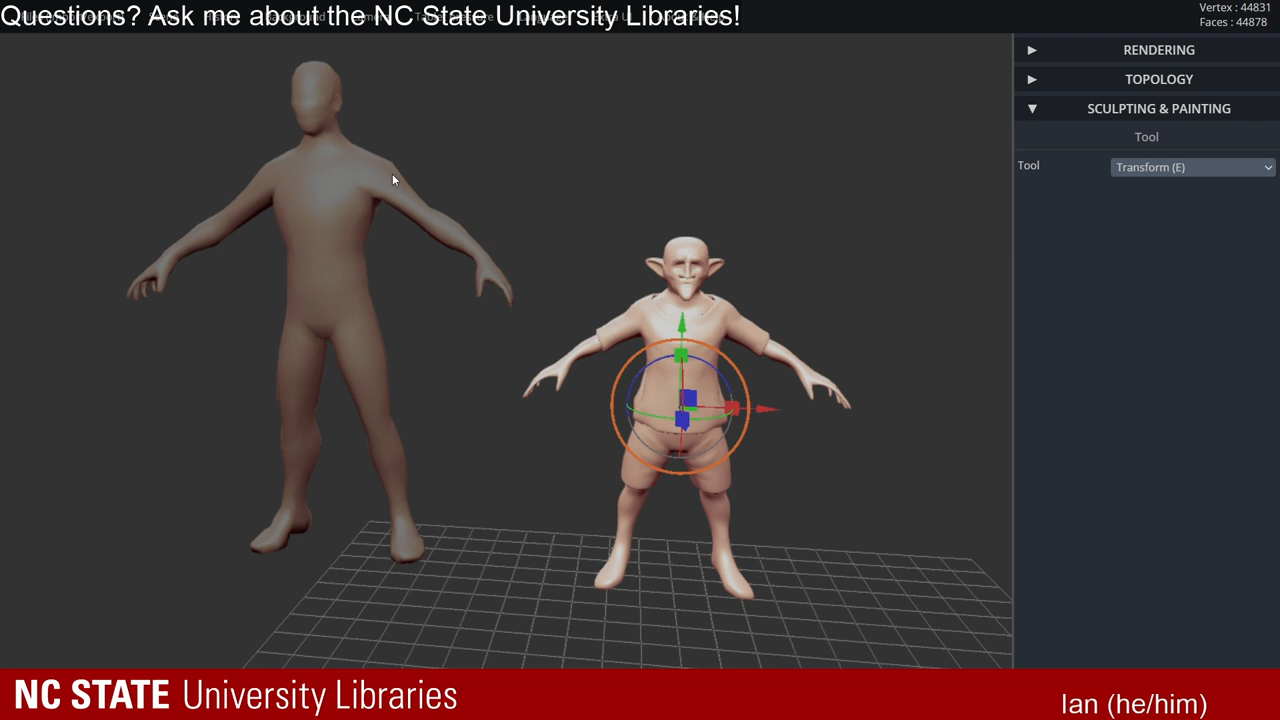 Questions? Ask me about the NC State University Libraries!
Vertex : 44831
Faces : 44878
▶ RENDERING
▶ TOPOLOGY
▼ SCULPTING & PAINTING
Tool
Tool Transform (E)
NC STATE University Libraries
Ian (he/him)